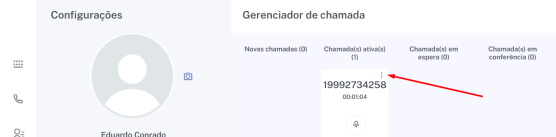 Configurações
Gerenciador de chamada
Novas chamadas (0)
Chamada(s) ativa(s)
(1)
Chamada(s) em
espera (0)
Chamada(s) em
conferência (0)
19992734258
00:01:04
Eduardo Conrado